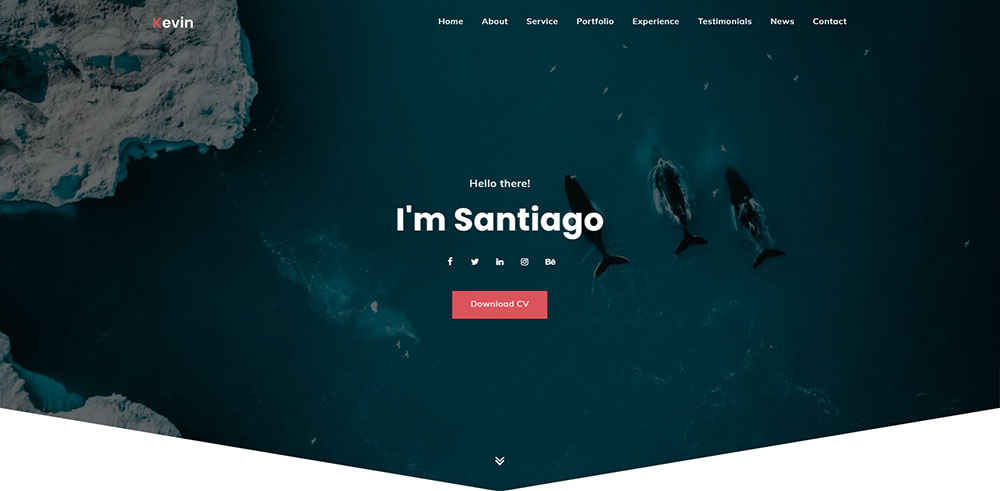 Kevin
Home About Service Portfolio Experience Testimonials News Contact
Hello there!
I'm Santiago
Download CV